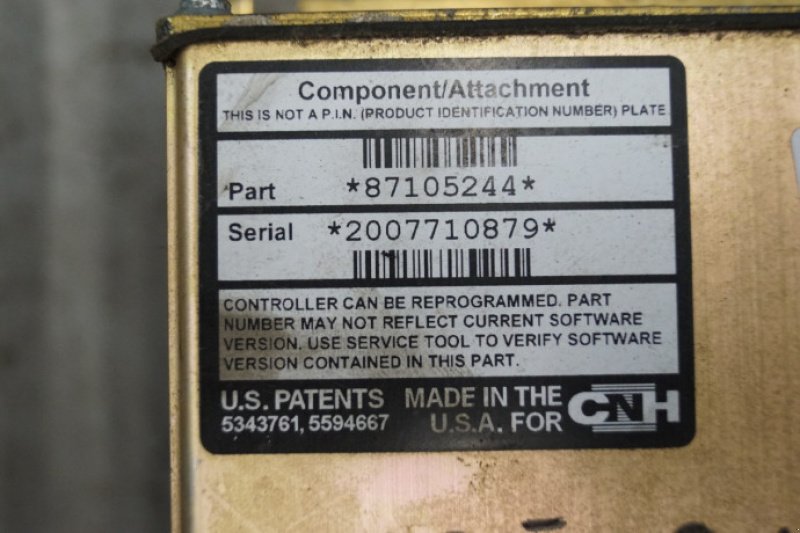 Component/Attachment
THIS IS NOT A P.I.N. (PRODUCT IDENTIFICATION NUMBER) PLATE
Part *87105244*
Serial *2007710879*
CONTROLLER CAN BE REPROGRAMMED. PART
NUMBER MAY NOT REFLECT CURRENT SOFTWARE
VERSION. USE SERVICE TOOL TO VERIFY SOFTWARE
VERSION CONTAINED IN THIS PART.
U.S. PATENTS
5343761, 5594667
MADE IN THE
U.S.A. FOR
CNH